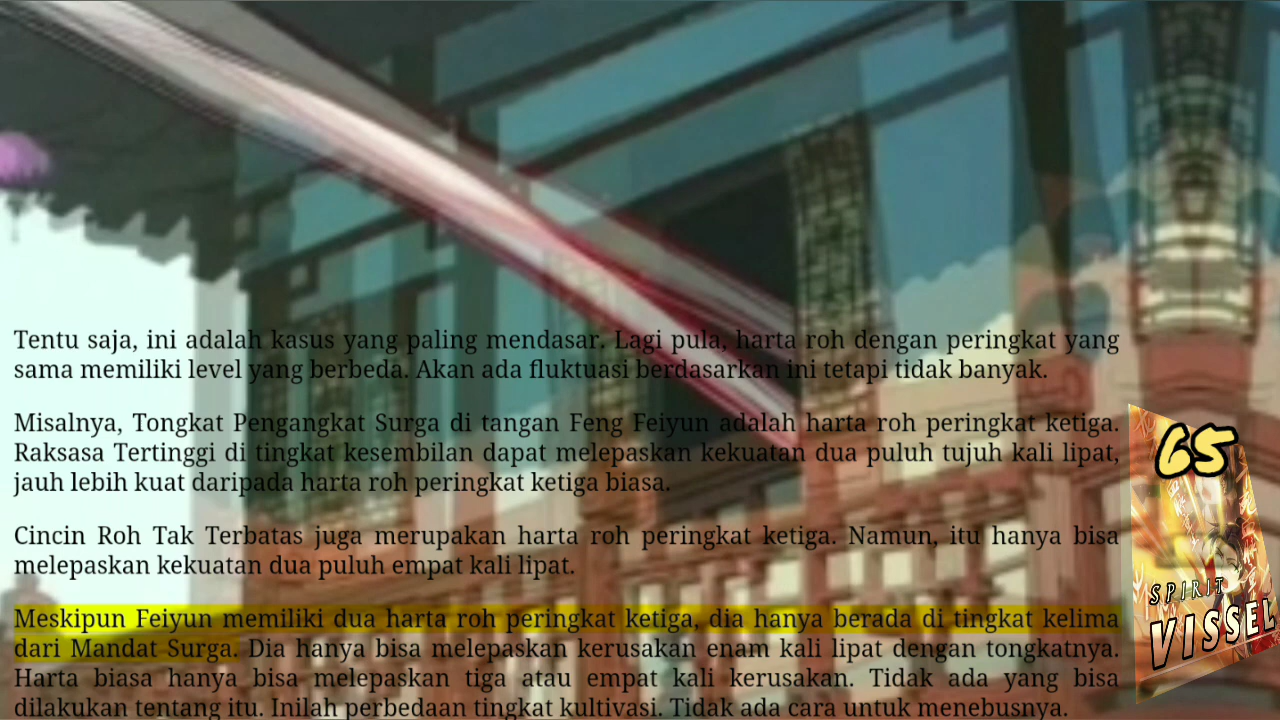 Tentu saja, ini adalah kasus yang paling mendasar. Lagi pula, harta roh dengan peringkat yang
sama memiliki level yang berbeda. Akan ada fluktuasi berdasarkan ini tetapi tidak banyak.
Misalnya, Tongkat Pengangkat Surga di tangan Feng Feiyun adalah harta roh peringkat ketiga.
Raksasa Tertinggi di tingkat kesembilan dapat melepaskan kekuatan dua puluh tujuh kali lipat,
jauh lebih kuat daripada harta roh peringkat ketiga biasa.
Cincin Roh Tak Terbatas juga merupakan harta roh peringkat ketiga. Namun, itu hanya bisa
melepaskan kekuatan dua puluh empat kali lipat.
Meskipun Feiyun memiliki dua harta roh peringkat ketiga, dia hanya berada di tingkat kelima
dari Mandat Surga. Dia hanya bisa melepaskan kerusakan enam kali lipat dengan tongkatnya.
Harta biasa hanya bisa melepaskan tiga atau empat kali kerusakan. Tidak ada yang bisa
dilakukan tentang itu. Inilah perbedaan tingkat kultivasi. Tidak ada cara untuk menebusnya.
65
SPIRIT
VISSEL